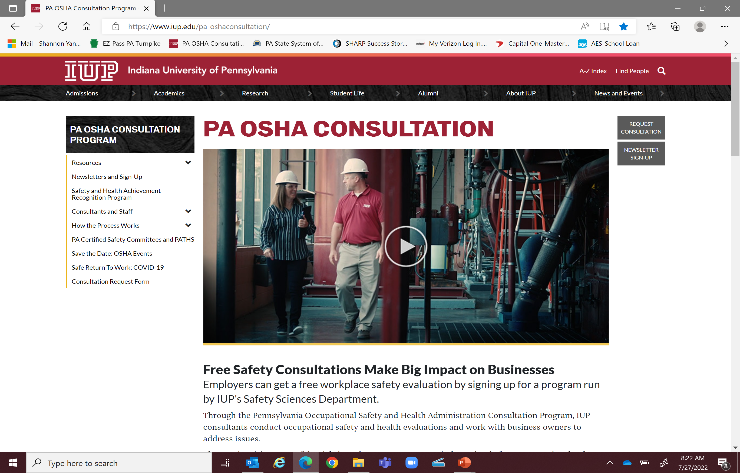 PA OSHA Consultation Program
https://www.iup.edu/pa-oshaconsultation/
Mail - Shannon Yan...
EZ Pass PA Turnpike
PA OSHA Consultati...
PA State System of...
SHARP Success Stor...
My Verizon Log In...
Capital One-Master...
AES-School Loan
IUP
Indiana University of Pennsylvania
A-Z Index
Find People
Admissions
Academics
Research
Student Life
Alumni
About IUP
News and Events
PA OSHA CONSULTATION
PROGRAM
Resources
Newsletters and Sign Up
Safety and Health Achievement
Recognition Program
Consultants and Staff
How the Process Works
PA Certified Safety Committees and PATHS
Save the Date: OSHA Events
Safe Return To Work: COVID-19
Consultation Request Form
PA OSHA CONSULTATION
REQUEST
CONSULTATION
NEWSLETTER
SIGN-UP
Free Safety Consultations Make Big Impact on Businesses
Employers can get a free workplace safety evaluation by signing up for a program run
by IUP's Safety Sciences Department.
Through the Pennsylvania Occupational Safety and Health Administration Consultation Program, IUP
consultants conduct occupational safety and health evaluations and work with business owners to
address issues.
Type here to search
8:22 AM
7/27/2022